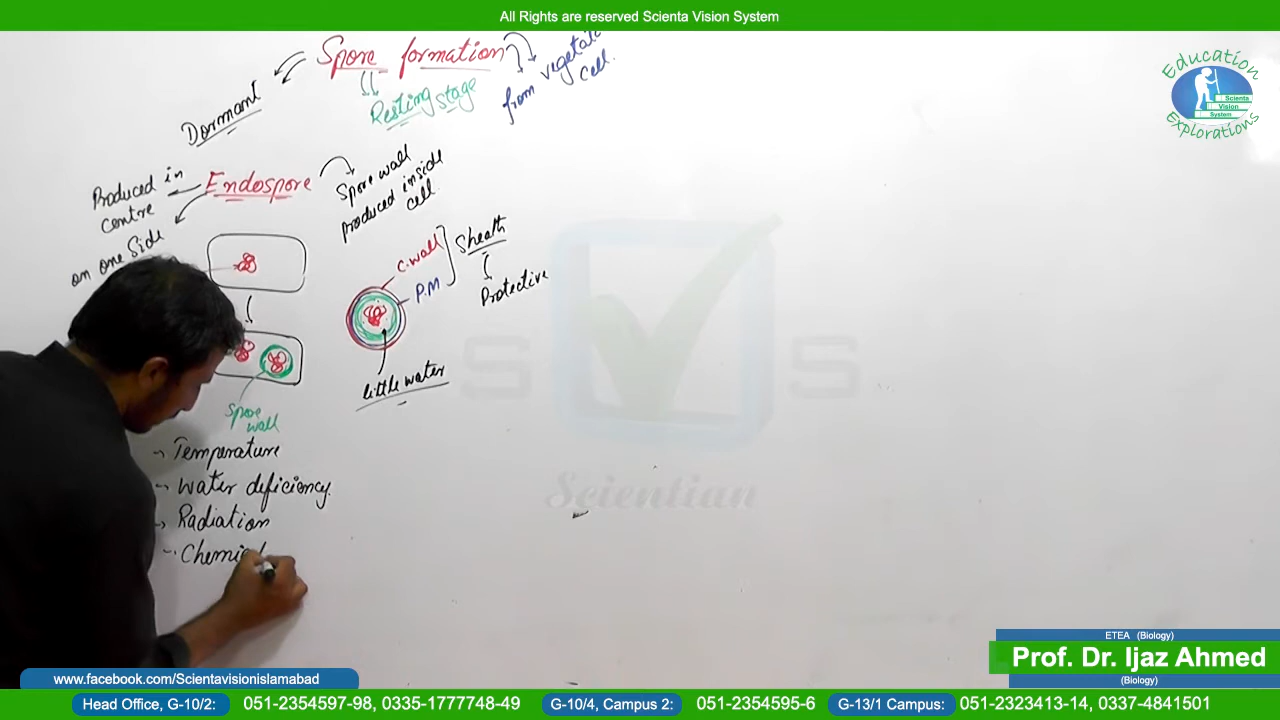 All Rights are reserved Scienta Vision System
Spore formation
from vegetati
cell.
Resting stage
Dormant
Education
Scienta
Vision
System
Explorations
Endospore
Produced in
centre
on one side
Spore wall
produced inside
cell
C.wall
P.M
Sheath
Protective
little water
spore
wall
Temperature
Water deficiency.
Radiation
Chemical
S S
Scientian
ETEA (Biology)
Prof. Dr. Ijaz Ahmed
(Biology)
www.facebook.com/Scientavisionislamabad
Head Office, G-10/2: 051-2354597-98, 0335-1777748-49 G-10/4, Campus 2: 051-2354595-6 G-13/1 Campus: 051-2323413-14, 0337-4841501